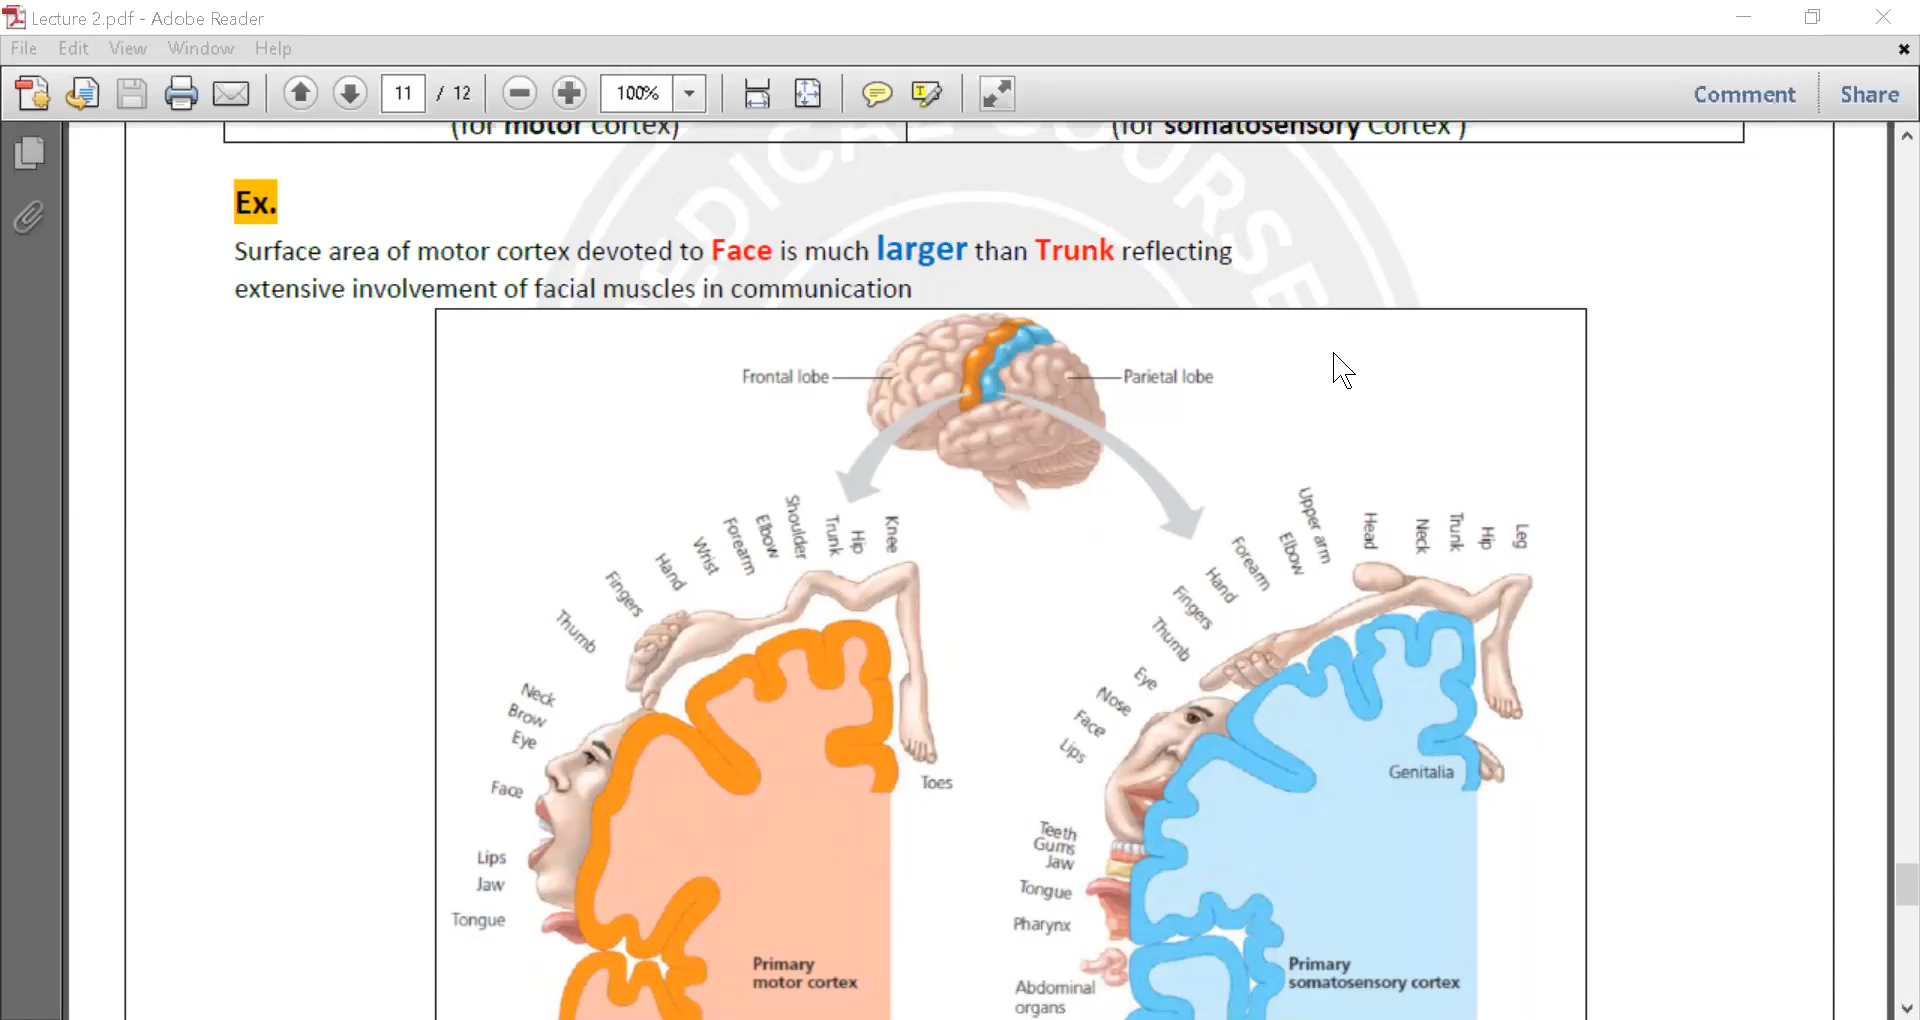 Lecture 2.pdf - Adobe Reader
File Edit View Window Help
11 / 12 100% Comment Share
(for motor cortex) (for somatosensory Cortex )
EDICAL COURSE
Ex.
Surface area of motor cortex devoted to Face is much larger than Trunk reflecting
extensive involvement of facial muscles in communication
Frontal lobe
Parietal lobe
Knee
Hip
Trunk
Shoulder
Elbow
Forearm
Wrist
Hand
Fingers
Thumb
Neck
Brow
Eye
Face
Lips
Jaw
Tongue
Toes
Primary
motor cortex
Leg
Hip
Trunk
Neck
Head
Upper arm
Elbow
Forearm
Hand
Fingers
Thumb
Eye
Nose
Face
Lips
Teeth
Gums
Jaw
Tongue
Pharynx
Abdominal
organs
Genitalia
Primary
somatosensory cortex